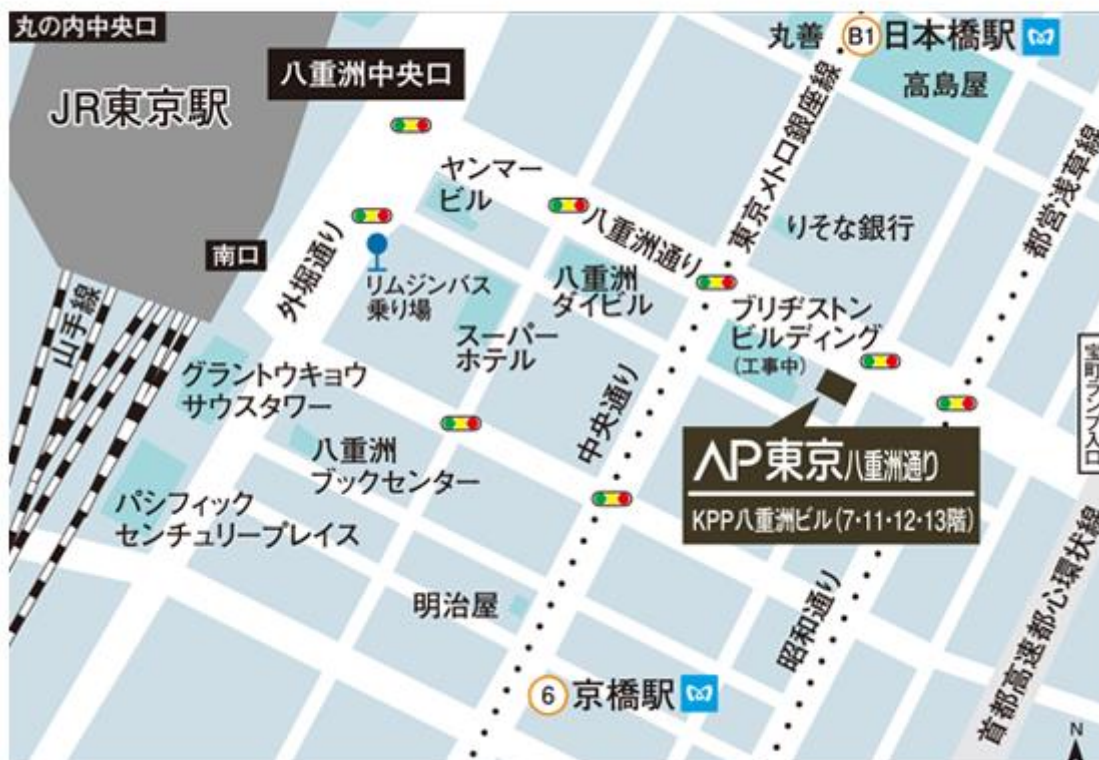 丸の内中央口
JR東京駅
八重洲中央口
丸善
B1
日本橋駅
高島屋
東京メトロ銀座線
都営浅草線
ヤンマー
ビル
八重洲通り
りそな銀行
南口
外堀通り
リムジンバス
乗り場
八重洲
ダイビル
ブリヂストン
ビルディング
(工事中)
山手線
スーパー
ホテル
宝町ランプ入口
グラントウキョウ
サウスタワー
中央通り
八重洲
ブックセンター
AP東京八重洲通り
KPP八重洲ビル(7・11・12・13階)
パシフィック
センチュリープレイス
明治屋
昭和通り
首都高速都心環状線
6
京橋駅
N